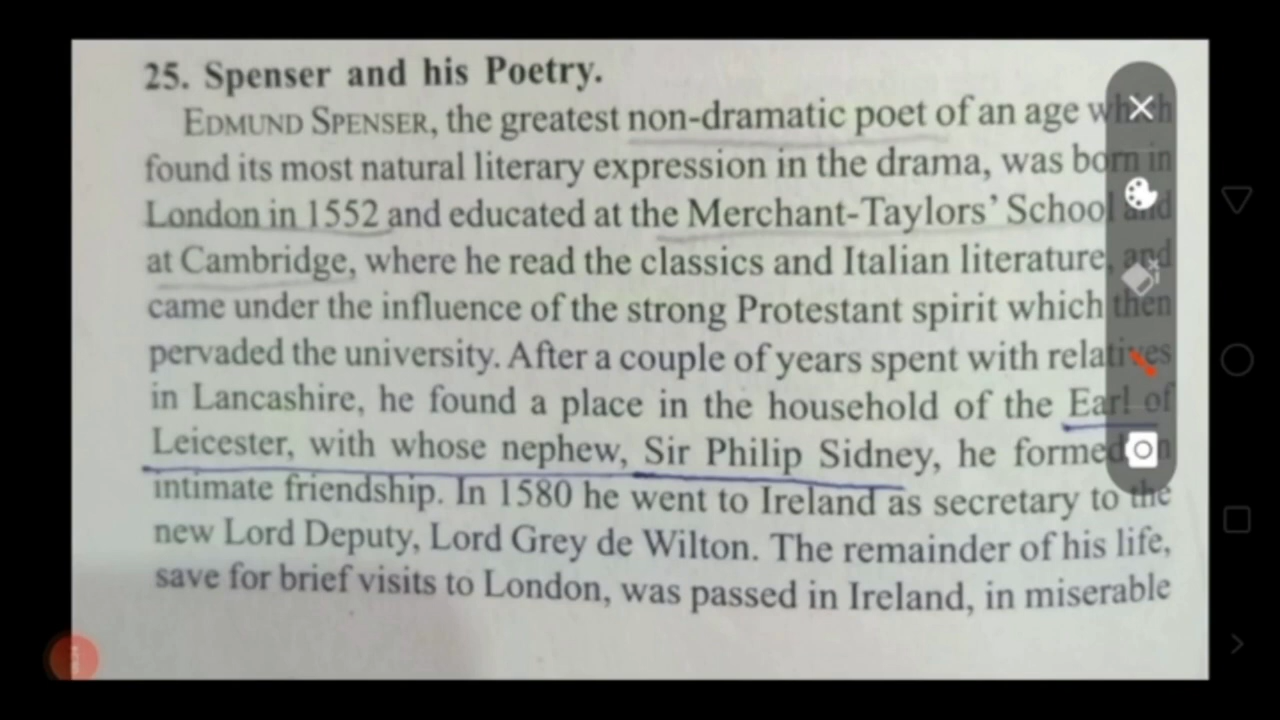 25. Spenser and his Poetry.
EDMUND SPENSER, the greatest non-dramatic poet of an age which
found its most natural literary expression in the drama, was born in
London in 1552 and educated at the Merchant-Taylors' School and
at Cambridge, where he read the classics and Italian literature, and
came under the influence of the strong Protestant spirit which then
pervaded the university. After a couple of years spent with relatives
in Lancashire, he found a place in the household of the Earl of
Leicester, with whose nephew, Sir Philip Sidney, he formed
intimate friendship. In 1580 he went to Ireland as secretary to the
new Lord Deputy, Lord Grey de Wilton. The remainder of his life,
save for brief visits to London, was passed in Ireland, in miserable